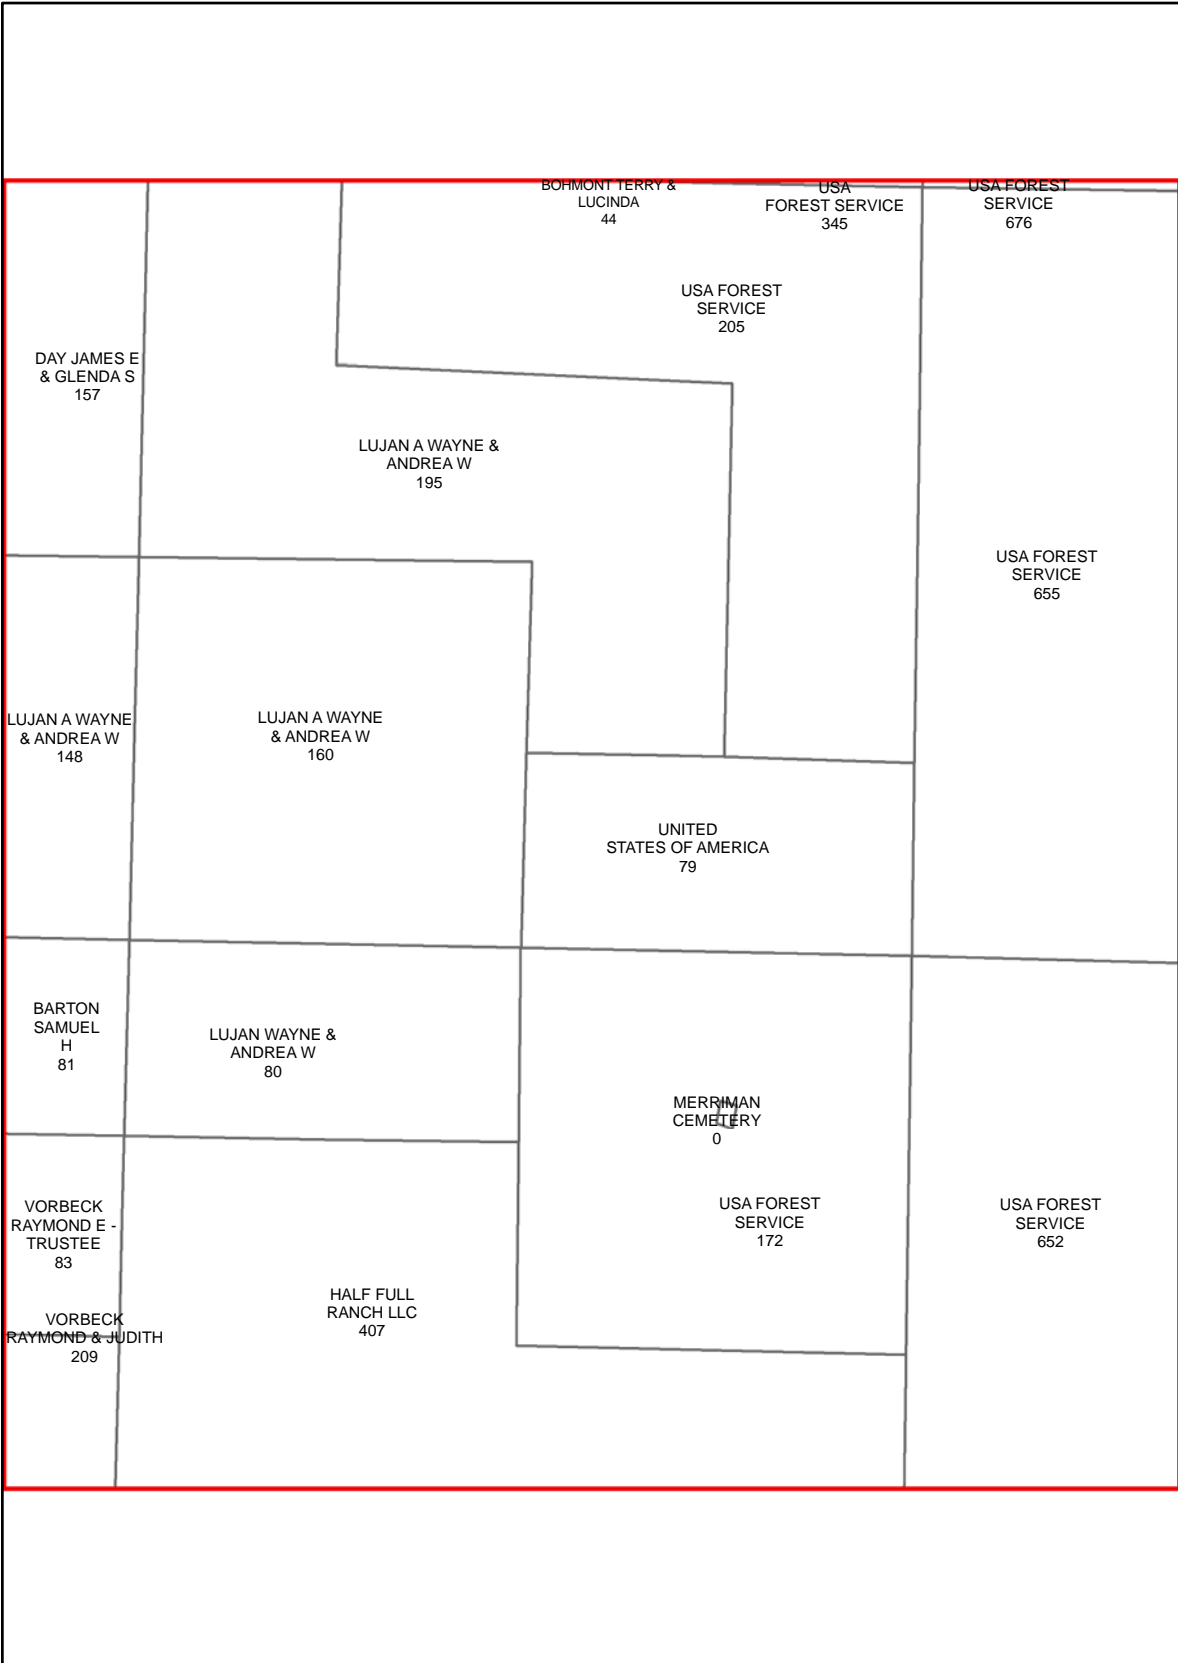 BOHMONT TERRY &
LUCINDA
44
USA
FOREST SERVICE
345
USA FOREST
SERVICE
676
USA FOREST
SERVICE
205
DAY JAMES E
& GLENDA S
157
LUJAN A WAYNE &
ANDREA W
195
USA FOREST
SERVICE
655
LUJAN A WAYNE
& ANDREA W
148
LUJAN A WAYNE
& ANDREA W
160
UNITED
STATES OF AMERICA
79
BARTON
SAMUEL
H
81
LUJAN WAYNE &
ANDREA W
80
MERRIMAN
CEMETERY
0
VORBECK
RAYMOND E -
TRUSTEE
83
USA FOREST
SERVICE
172
USA FOREST
SERVICE
652
HALF FULL
RANCH LLC
407
VORBECK
RAYMOND & JUDITH
209